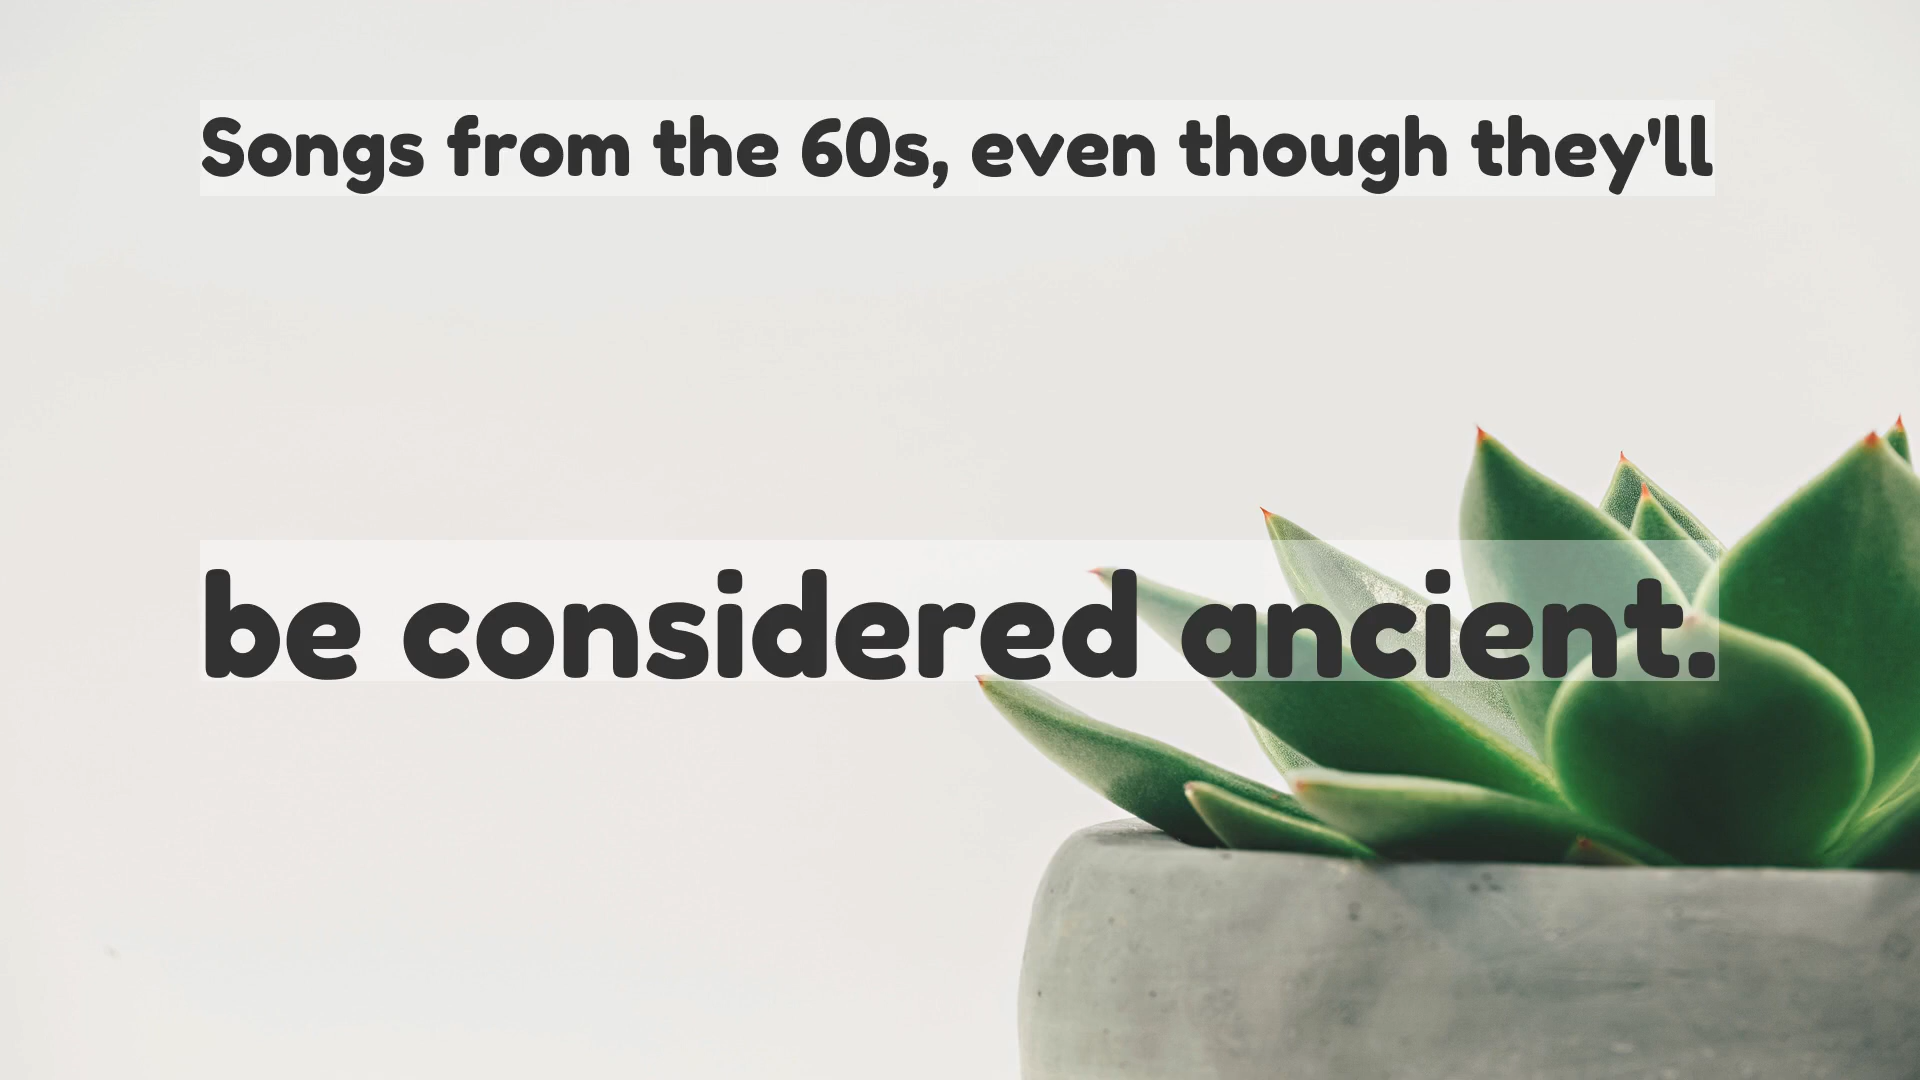 Songs from the 60s, even though they'll
be considered ancient.